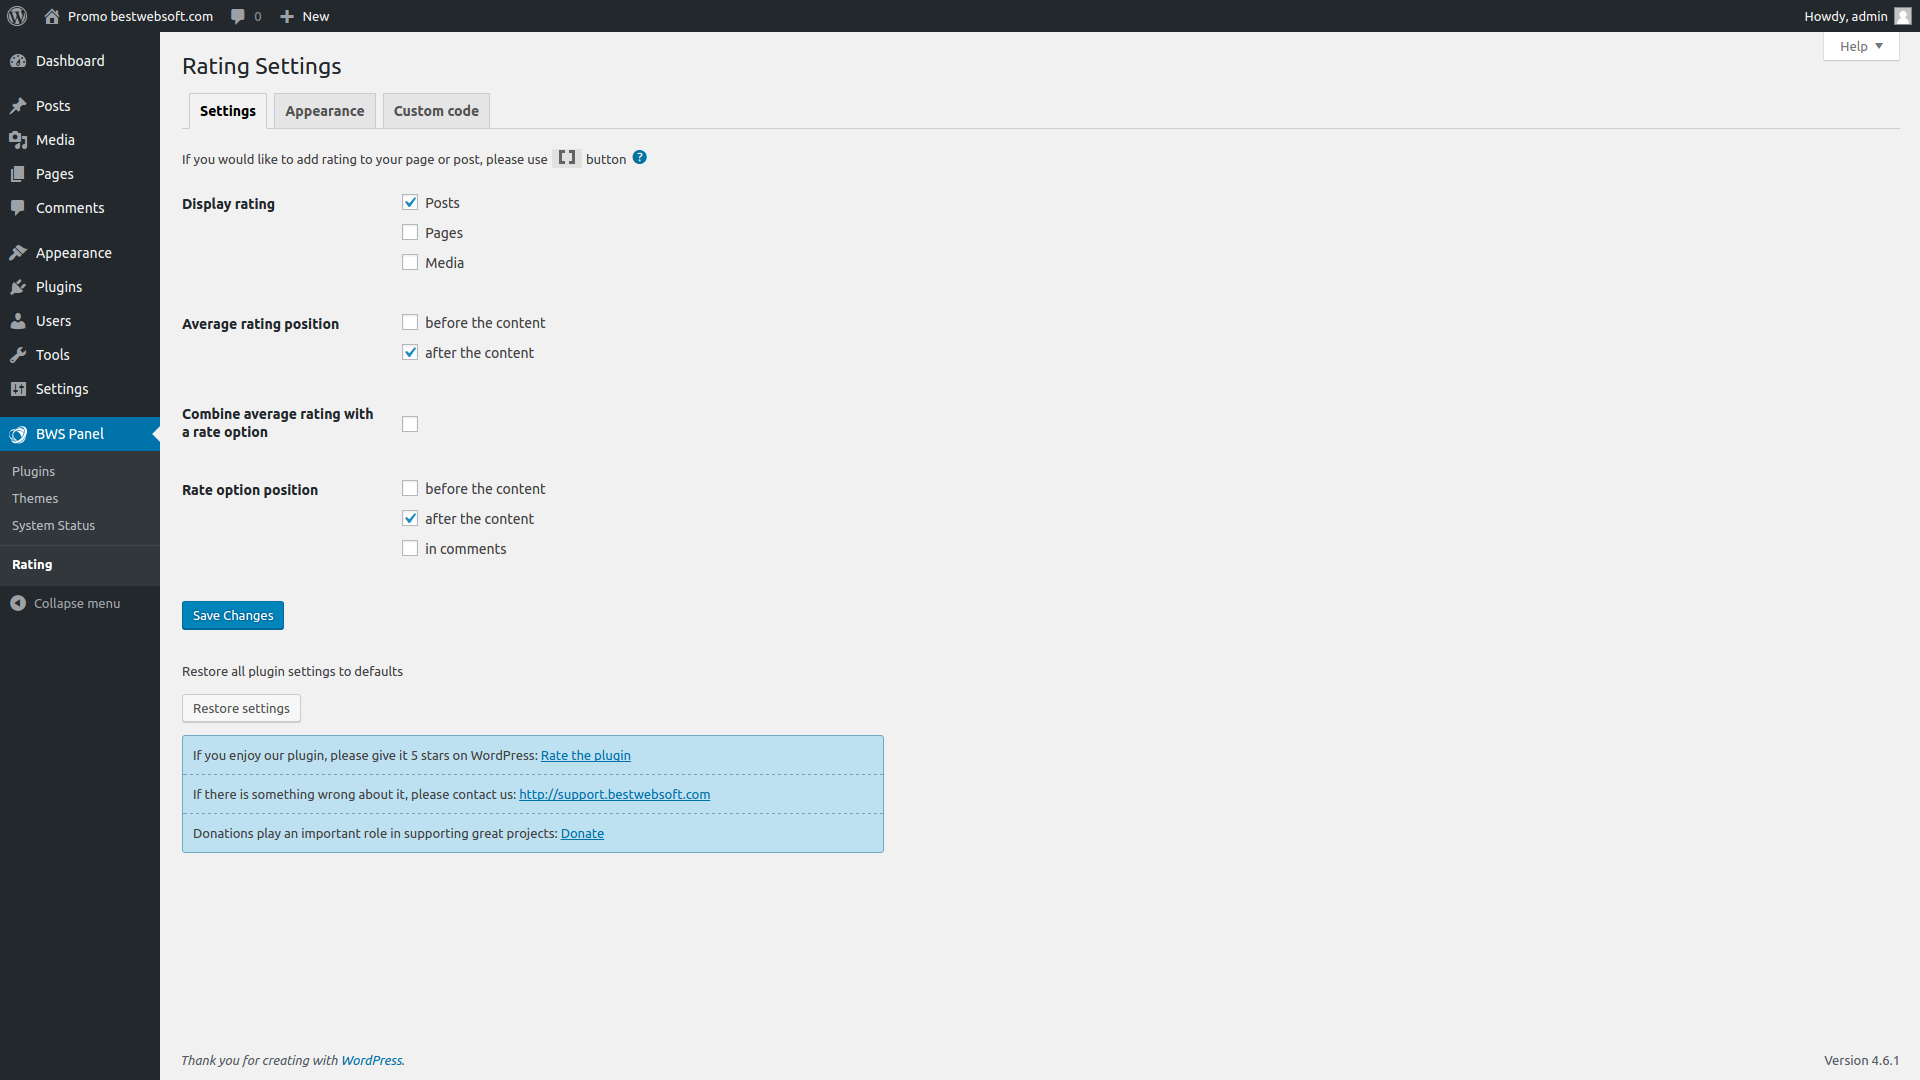 Promo bestwebsoft.com 0 New Howdy, admin
Help
Dashboard
Posts
Media
Pages
Comments
Appearance
Plugins
Users
Tools
Settings
BWS Panel
Plugins
Themes
System Status
Rating
Collapse menu
Rating Settings
Settings Appearance Custom code
If you would like to add rating to your page or post, please use [] button ?
Display rating
Posts
Pages
Media
Average rating position
before the content
after the content
Combine average rating with
a rate option
Rate option position
before the content
after the content
in comments
Save Changes
Restore all plugin settings to defaults
Restore settings
If you enjoy our plugin, please give it 5 stars on WordPress: Rate the plugin
If there is something wrong about it, please contact us: http://support.bestwebsoft.com
Donations play an important role in supporting great projects: Donate
Thank you for creating with WordPress.
Version 4.6.1